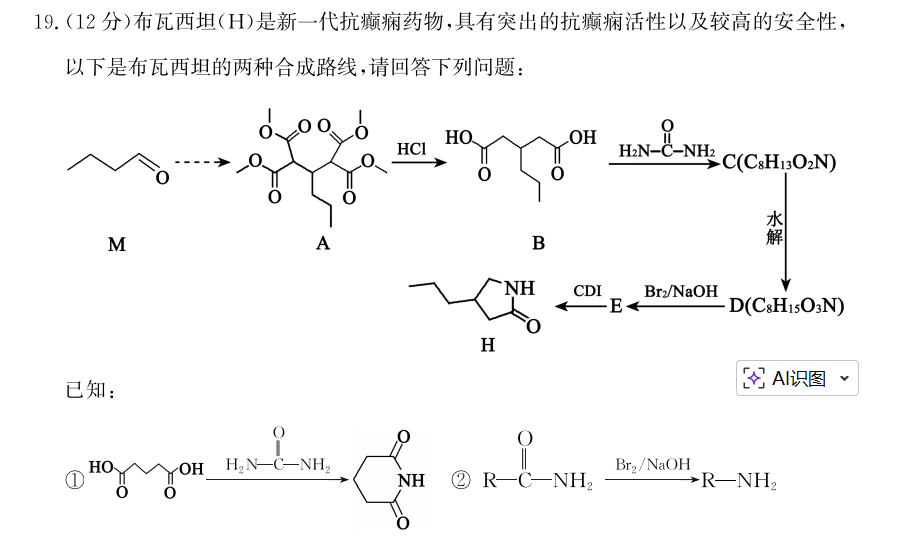 19.(12分)布瓦西坦(H)是新一代抗癫痫药物,具有突出的抗癫痫活性以及较高的安全性,
以下是布瓦西坦的两种合成路线,请回答下列问题:
O
M
O O O O
O O
O O
A
HCl
HO OH
O O
B
O
H₂N—C—NH₂
C(C₈H₁₃O₂N)
水解
D(C₈H₁₅O₃N)
Br₂/NaOH
E
CDI
NH
O
H
AI识图
已知:
① HO OH
O O
O
H₂N—C—NH₂
O
NH
O
② O
R—C—NH₂
Br₂/NaOH
R—NH₂